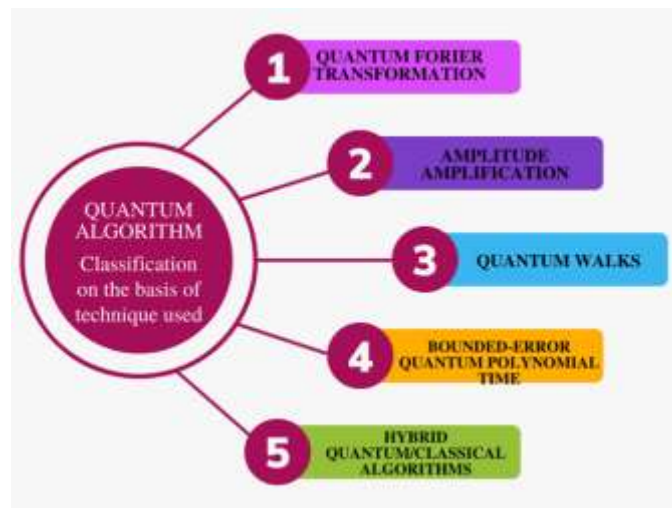 1
QUANTUM FORIER
TRANSFORMATION
2
AMPLITUDE
AMPLIFICATION
QUANTUM
ALGORITHM
Classification
on the basis of
technique used
3
QUANTUM WALKS
4
BOUNDED-ERROR
QUANTUM POLYNOMIAL
TIME
5
HYBRID
QUANTUM/CLASSICAL
ALGORITHMS